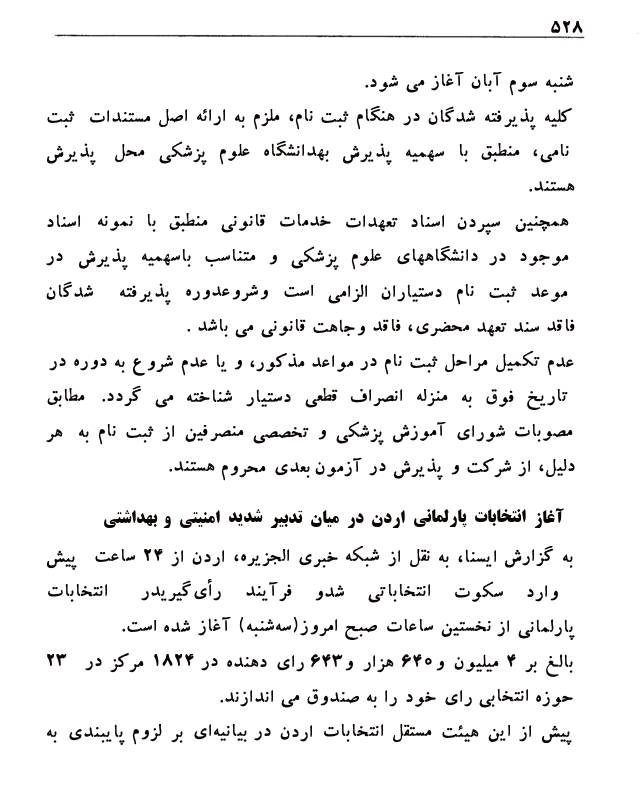 ۵۲۸
شنبه سوم آبان آغاز می شود.
کلیه پذیرفته شدگان در هنگام ثبت نام، ملزم به ارائه اصل مستندات ثبت
نامی، منطبق با سهمیه پذیرش بهدانشگاه علوم پزشکی محل پذیرش
هستند.
همچنین سپردن اسناد تعهدات خدمات قانونی منطبق با نمونه اسناد
موجود در دانشگاههای علوم پزشکی و متناسب باسهمیه پذیرش در
موعد ثبت نام دستیاران الزامی است وشروعدوره پذیرفته شدگان
فاقد سند تعهد محضری، فاقد وجاهت قانونی می باشد .
عدم تکمیل مراحل ثبت نام در مواعد مذکور، و یا عدم شروع به دوره در
تاریخ فوق به منزله انصراف قطعی دستیار شناخته می گردد. مطابق
مصوبات شورای آموزش پزشکی و تخصصی منصرفین از ثبت نام به هر
دلیل، از شرکت و پذیرش در آزمون بعدی محروم هستند.
آغاز انتخابات پارلمانی اردن در میان تدبیر شدید امنیتی و بهداشتی
به گزارش ایسنا، به نقل از شبکه خبری الجزیره، اردن از ۲۴ ساعت پیش
وارد سکوت انتخاباتی شدو فرآیند رأی‌گیریدر انتخابات
پارلمانی از نخستین ساعات صبح امروز(سه‌شنبه) آغاز شده است.
بالغ بر ۴ میلیون و۶۴۰ هزار و۶۴۳ رای دهنده در ۱۸۲۴ مرکز در ۲۳
حوزه انتخابی رای خود را به صندوق می اندازند.
پیش از این هیئت مستقل انتخابات اردن در بیانیه‌ای بر لزوم پایبندی به